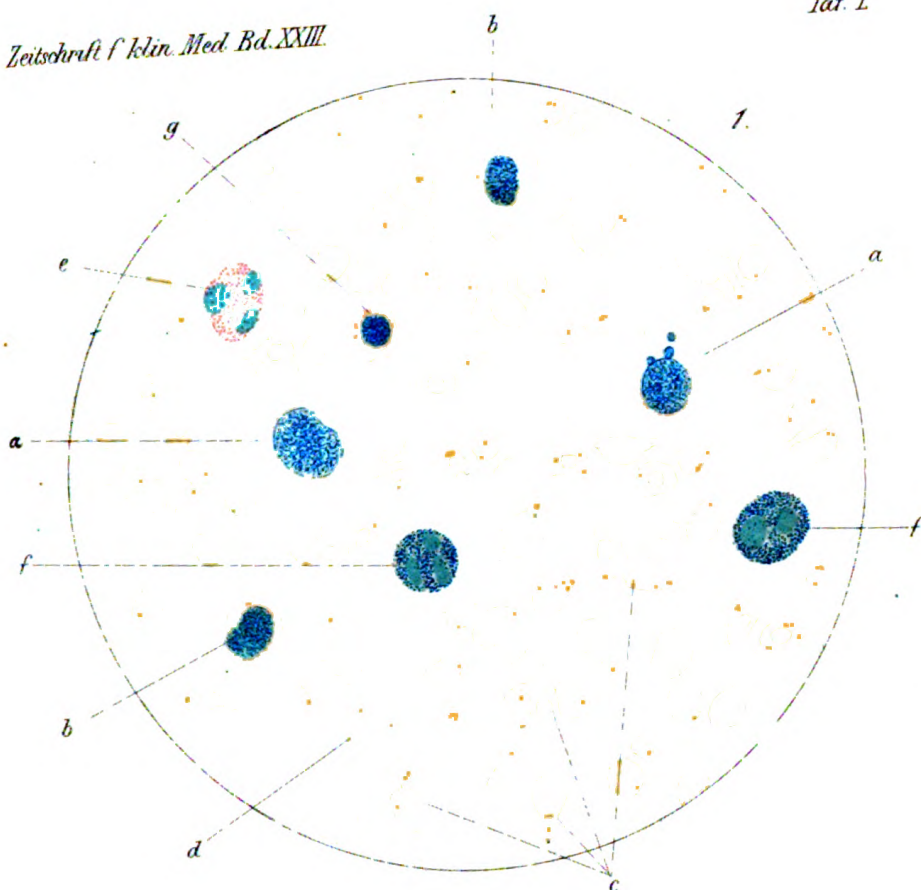 Taf. I
Zeitschrift f. klin. Med. Bd. XXIII.
b
1.
g
e
a
a
f
f
b
d
c